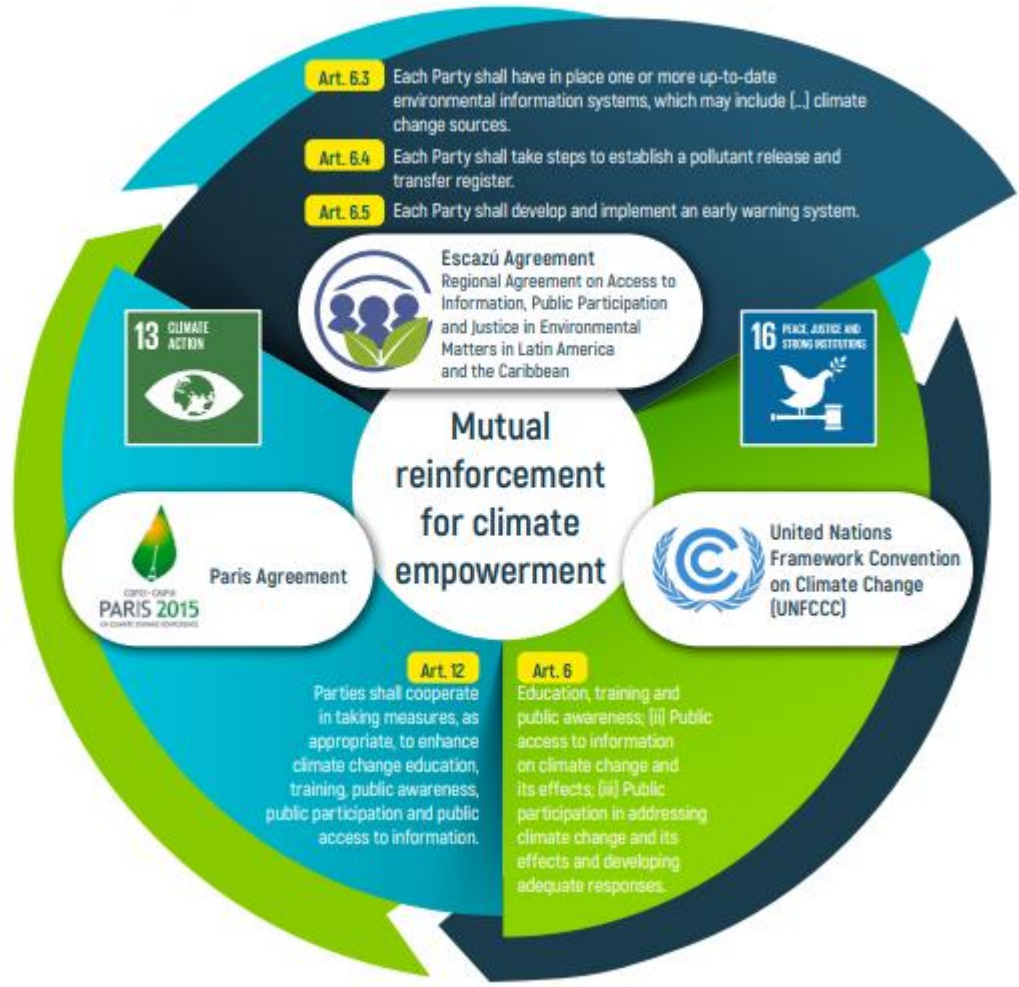 Art. 6.3
Each Party shall have in place one or more up-to-date
environmental information systems, which may include [...] climate
change sources.
Art. 6.4
Each Party shall take steps to establish a pollutant release and
transfer register.
Art. 6.5
Each Party shall develop and implement an early warning system.
Escazú Agreement
Regional Agreement on Access to
Information, Public Participation
and Justice in Environmental
Matters in Latin America
and the Caribbean
13 CLIMATE
ACTION
16 PEACE, JUSTICE AND
STRONG INSTITUTIONS
Mutual
reinforcement
for climate
empowerment
PARIS 2015
Paris Agreement
United Nations
Framework Convention
on Climate Change
(UNFCCC)
Art. 12
Parties shall cooperate
in taking measures, as
appropriate, to enhance
climate change education,
training, public awareness,
public participation and public
access to information.
Art. 6
Education, training and
public awareness; (ii) Public
access to information
on climate change and
its effects; (iii) Public
participation in addressing
climate change and its
effects and developing
adequate responses.